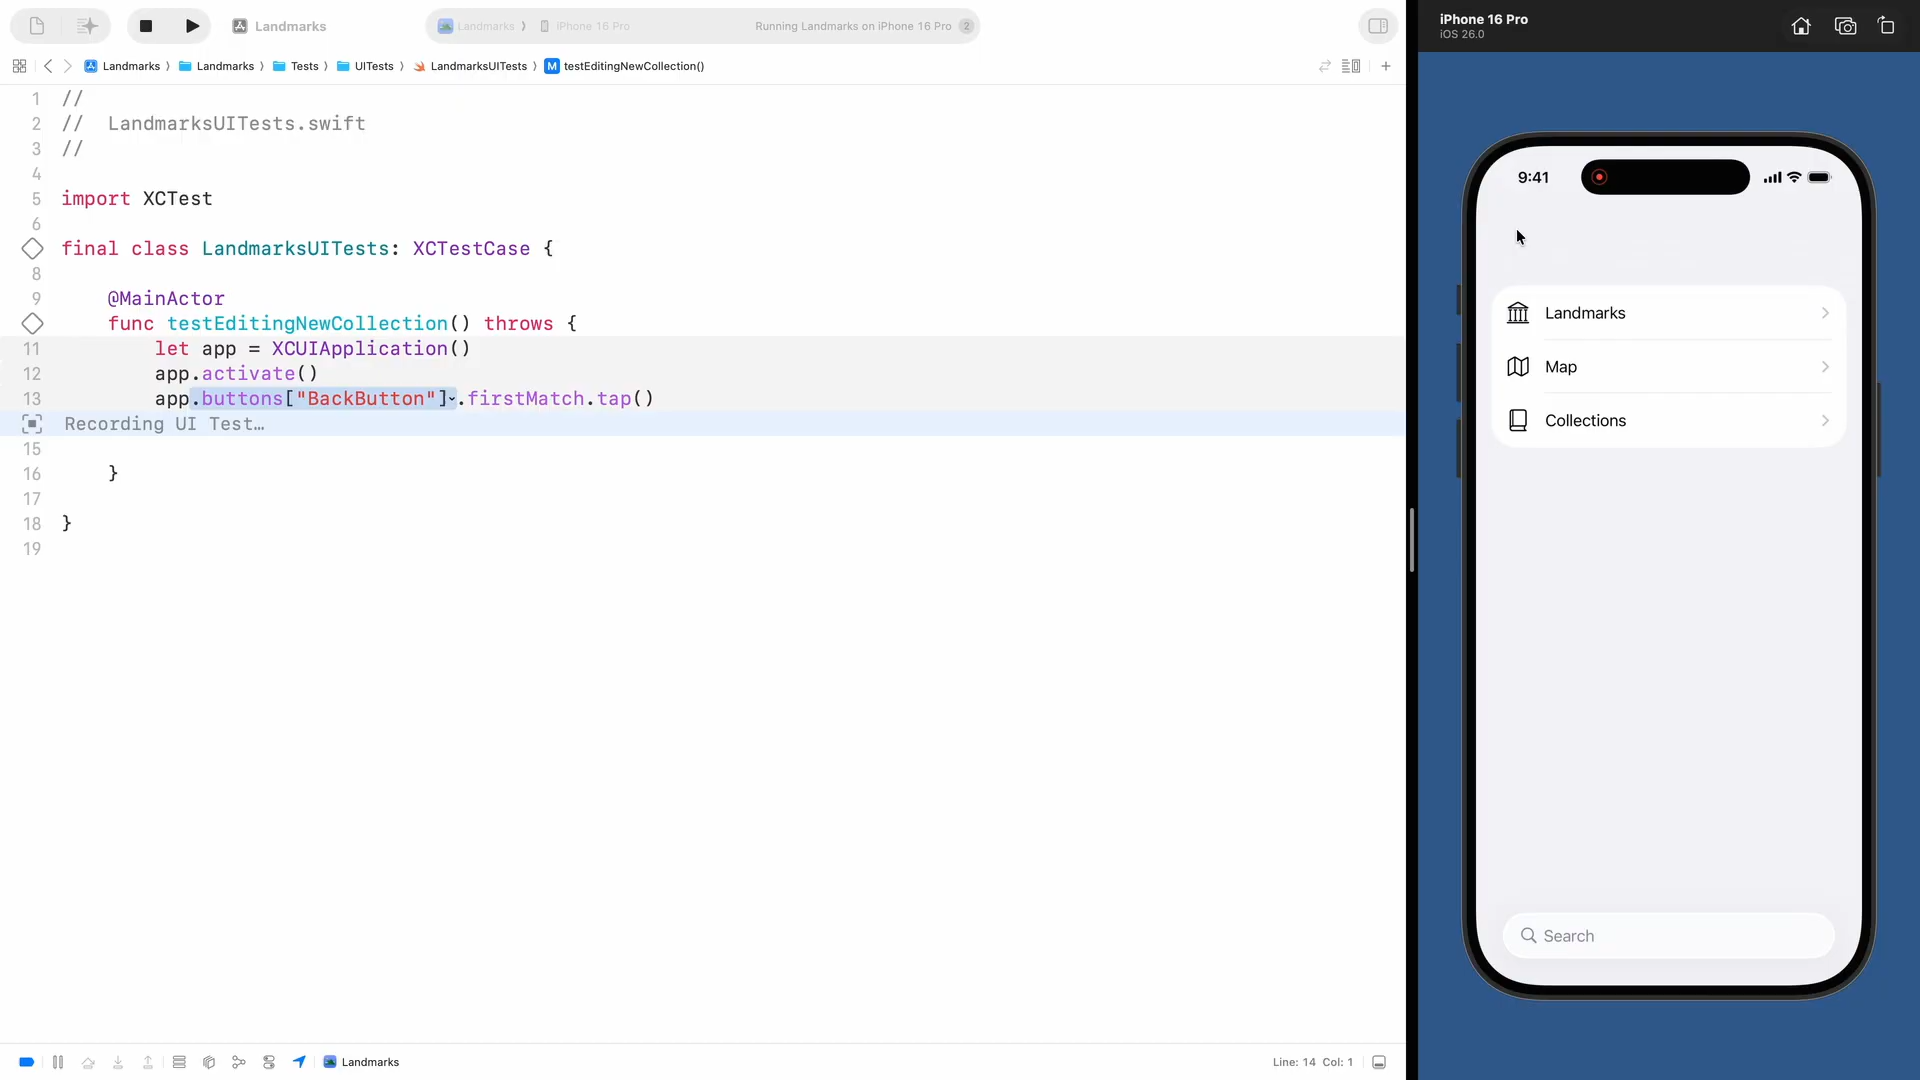 Landmarks
Landmarks 〉 iPhone 16 Pro
Running Landmarks on iPhone 16 Pro 2
Landmarks 〉 Landmarks 〉 Tests 〉 UITests 〉 LandmarksUITests 〉 M testEditingNewCollection()
1 //
2 //  LandmarksUITests.swift
3 //
4
5 import XCTest
6
final class LandmarksUITests: XCTestCase {
8
9 @MainActor
func testEditingNewCollection() throws {
11 let app = XCUIApplication()
12 app.activate()
13 app.buttons["BackButton"].firstMatch.tap()
Recording UI Test…
15
16 }
17
18 }
19
Landmarks
Line: 14 Col: 1
iPhone 16 Pro
iOS 26.0
9:41
Landmarks
Map
Collections
Search